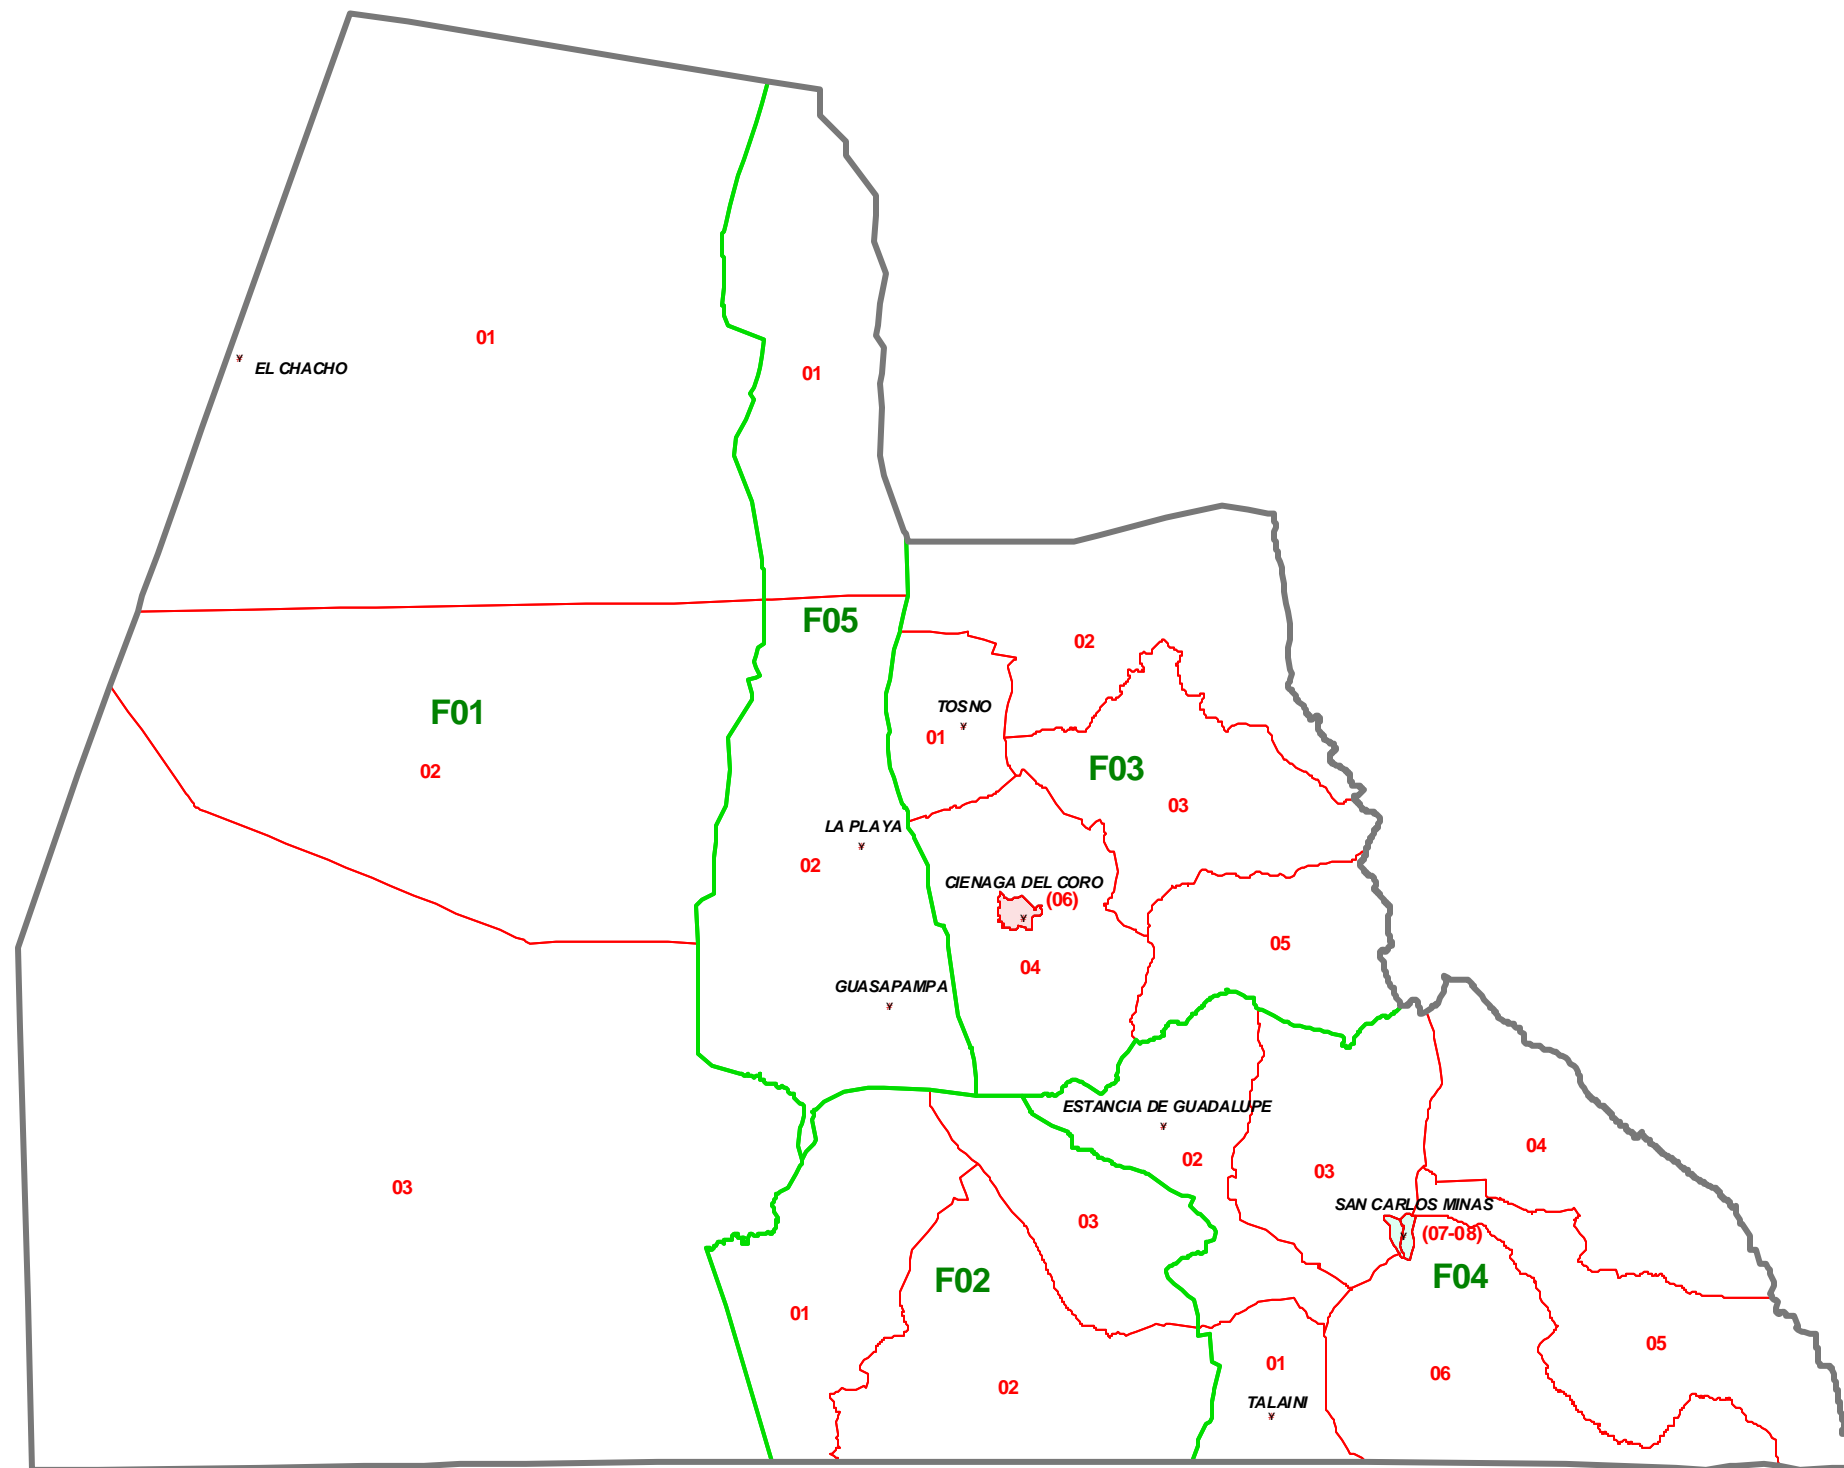 01
EL CHACHO
01
F05
02
F01
TOSNO
01
F03
02
03
LA PLAYA
02
CIENAGA DEL CORO
(06)
05
04
GUASAPAMPA
ESTANCIA DE GUADALUPE
04
02
03
03
SAN CARLOS MINAS
03
(07-08)
F04
F02
01
05
01
06
02
TALAINI